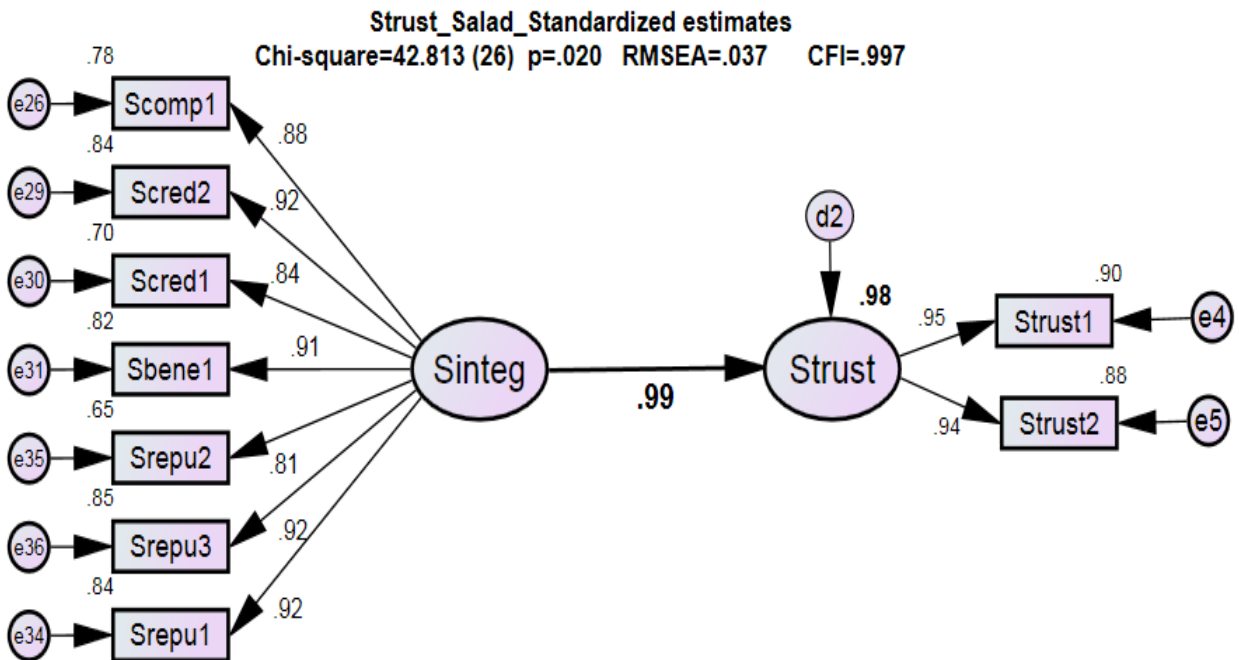 Strust_Salad_Standardized estimates
Chi-square=42.813 (26) p=.020 RMSEA=.037 CFI=.997
.78
e26 Scomp1 .88
.84
e29 Scred2 .92
.70
e30 Scred1 .84
.82
e31 Sbene1 .91
.65
e35 Srepu2 .81
.85
e36 Srepu3 .92
.84
e34 Srepu1 .92
Sinteg
.99
d2
.98
Strust
.90
.95 Strust1 e4
.88
.94 Strust2 e5